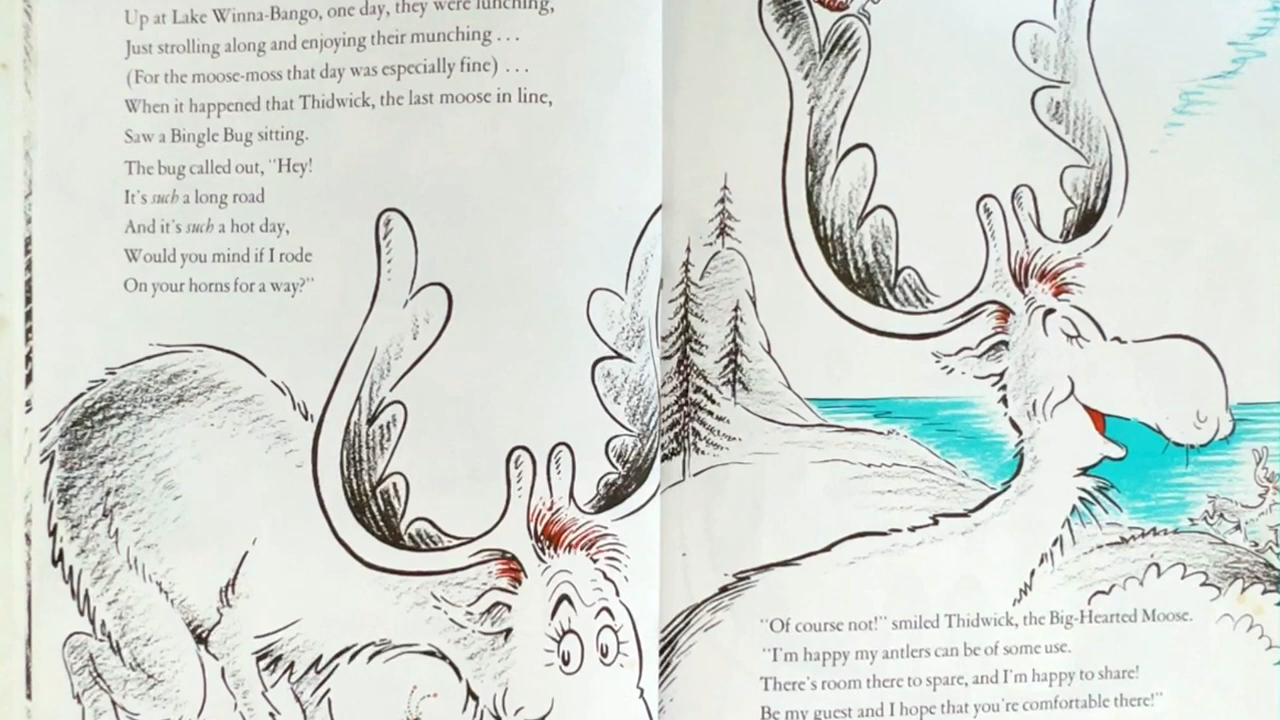 Up at Lake Winna-Bango, one day, they were lunching,
Just strolling along and enjoying their munching . . .
(For the moose-moss that day was especially fine) . . .
When it happened that Thidwick, the last moose in line,
Saw a Bingle Bug sitting.
The bug called out, "Hey!
It's such a long road
And it's such a hot day,
Would you mind if I rode
On your horns for a way?"
"Of course not!" smiled Thidwick, the Big-Hearted Moose.
"I'm happy my antlers can be of some use.
There's room there to spare, and I'm happy to share!
Be my guest and I hope that you're comfortable there!"